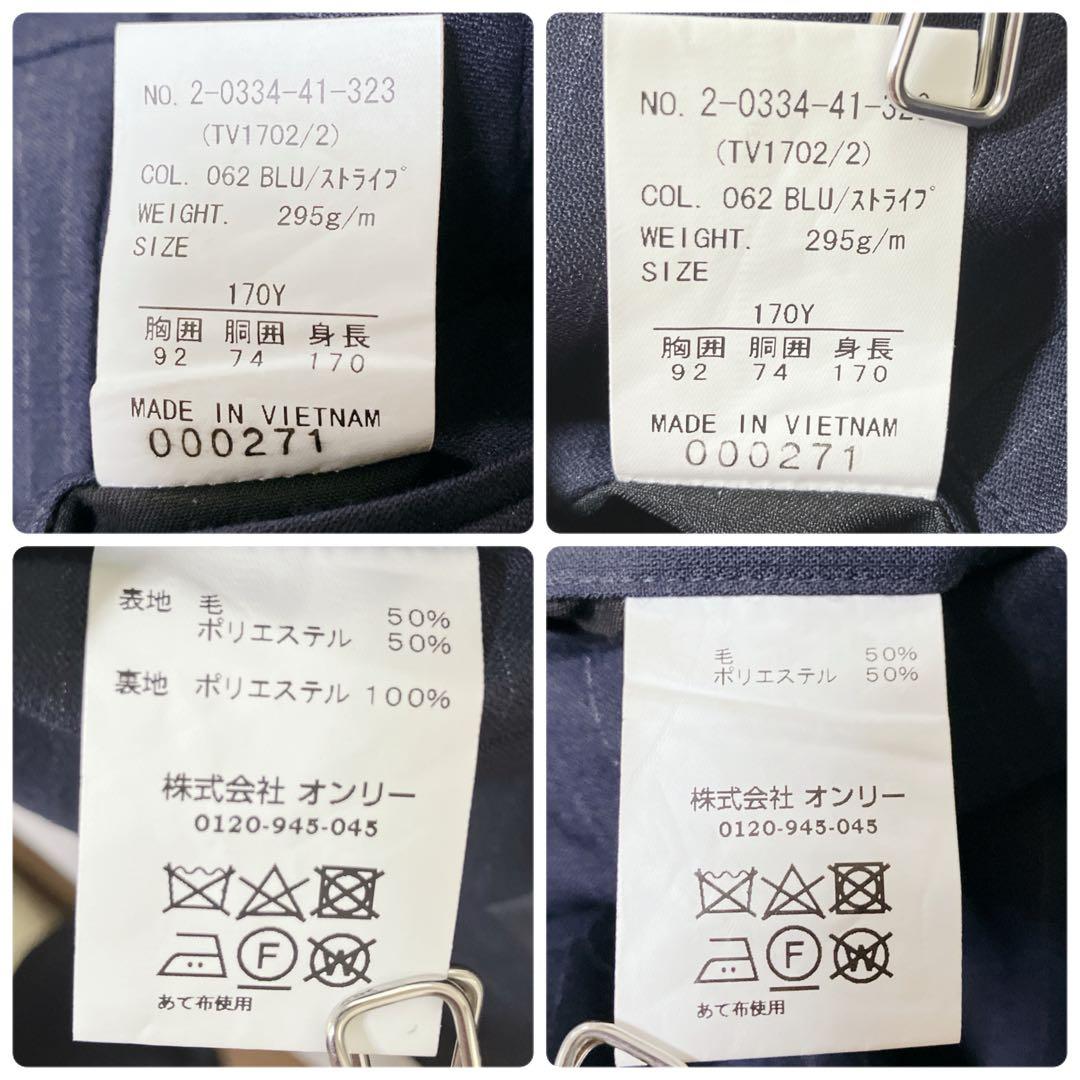 NO. 2-0334-41-323
(TV1702/2)
COL. 062 BLU/ｽﾄﾗｲﾌﾟ
WEIGHT. 295g/m
SIZE
170Y
胸囲 胴囲 身長
92 74 170
MADE IN VIETNAM
000271
NO. 2-0334-41-323
(TV1702/2)
COL. 062 BLU/ｽﾄﾗｲﾌﾟ
WEIGHT. 295g/m
SIZE
170Y
胸囲 胴囲 身長
92 74 170
MADE IN VIETNAM
000271
表地 毛 50%
ポリエステル 50%
裏地 ポリエステル 100%
株式会社 オンリー
0120-945-045
F W
あて布使用
毛 50%
ポリエステル 50%
株式会社 オンリー
0120-945-045
F W
あて布使用